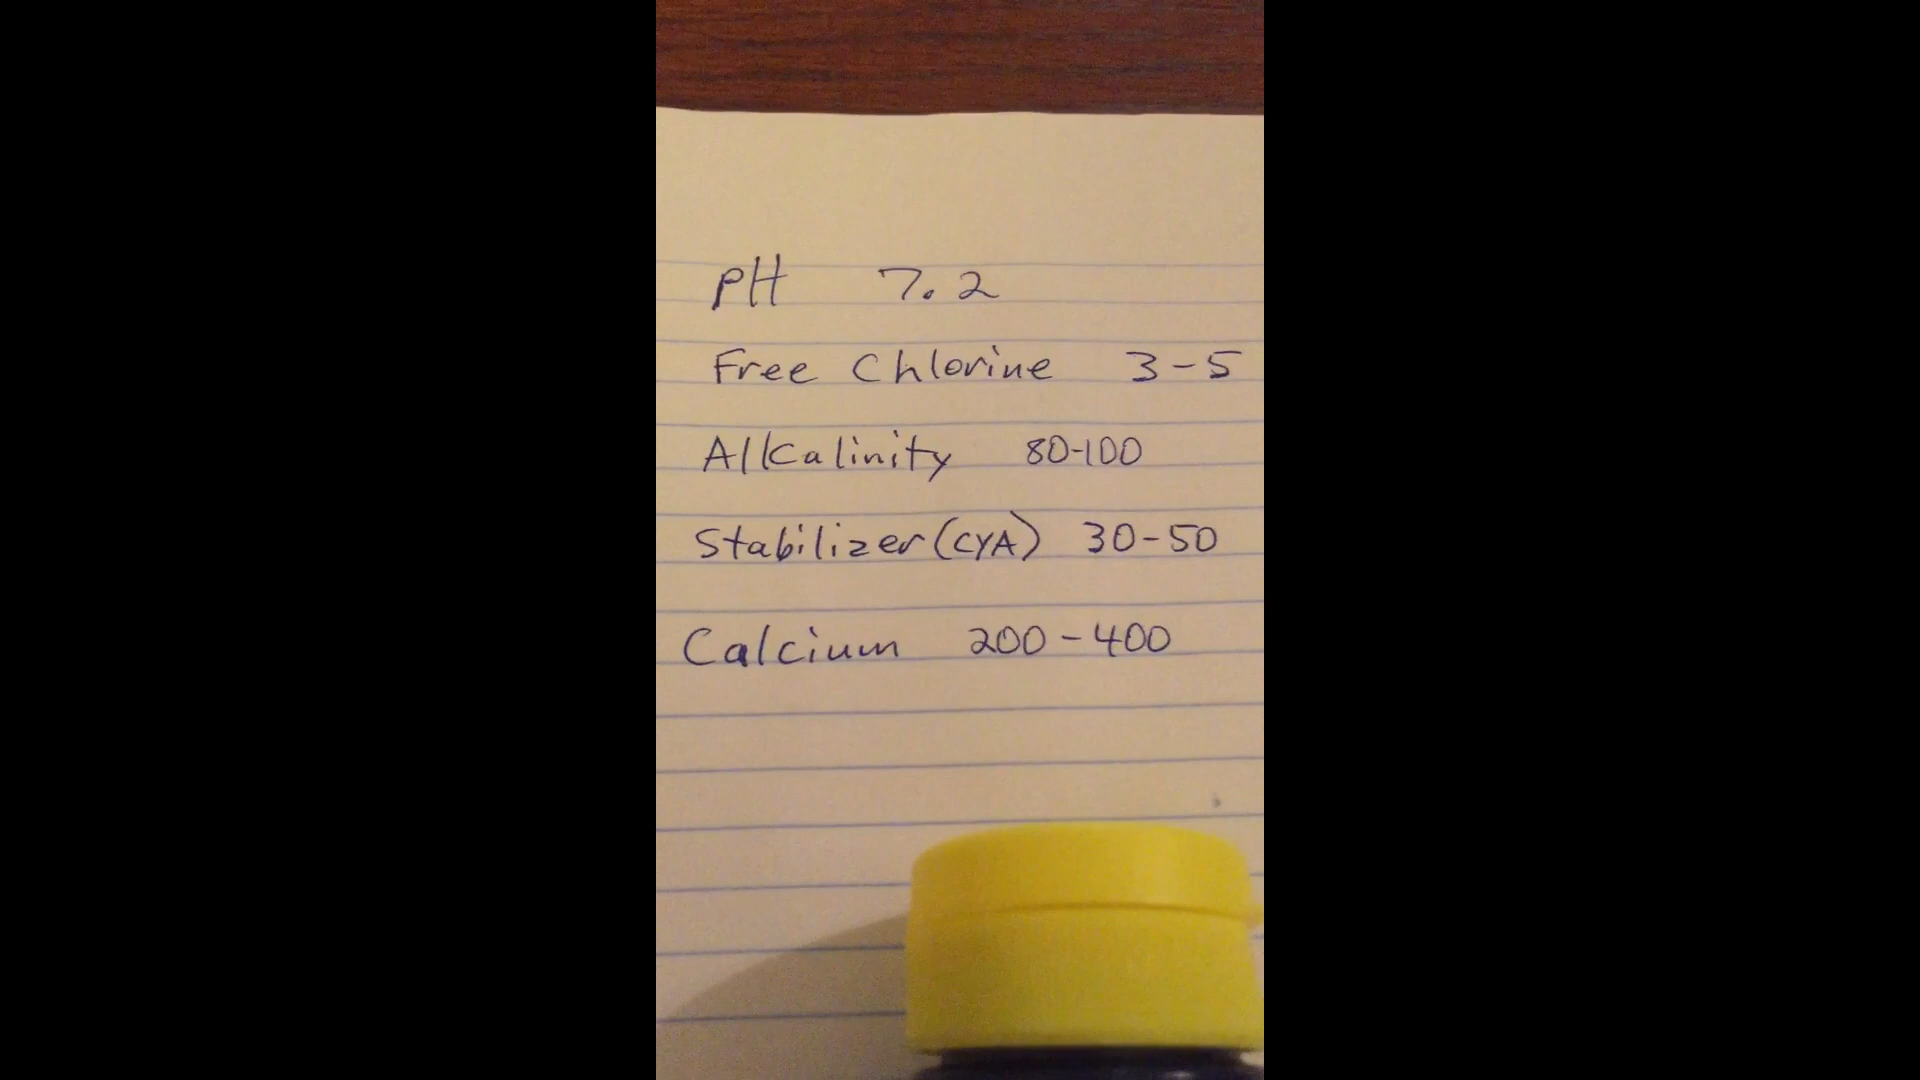 pH 7.2
Free Chlorine 3-5
Alkalinity 80-100
Stabilizer (CYA) 30-50
Calcium 200-400